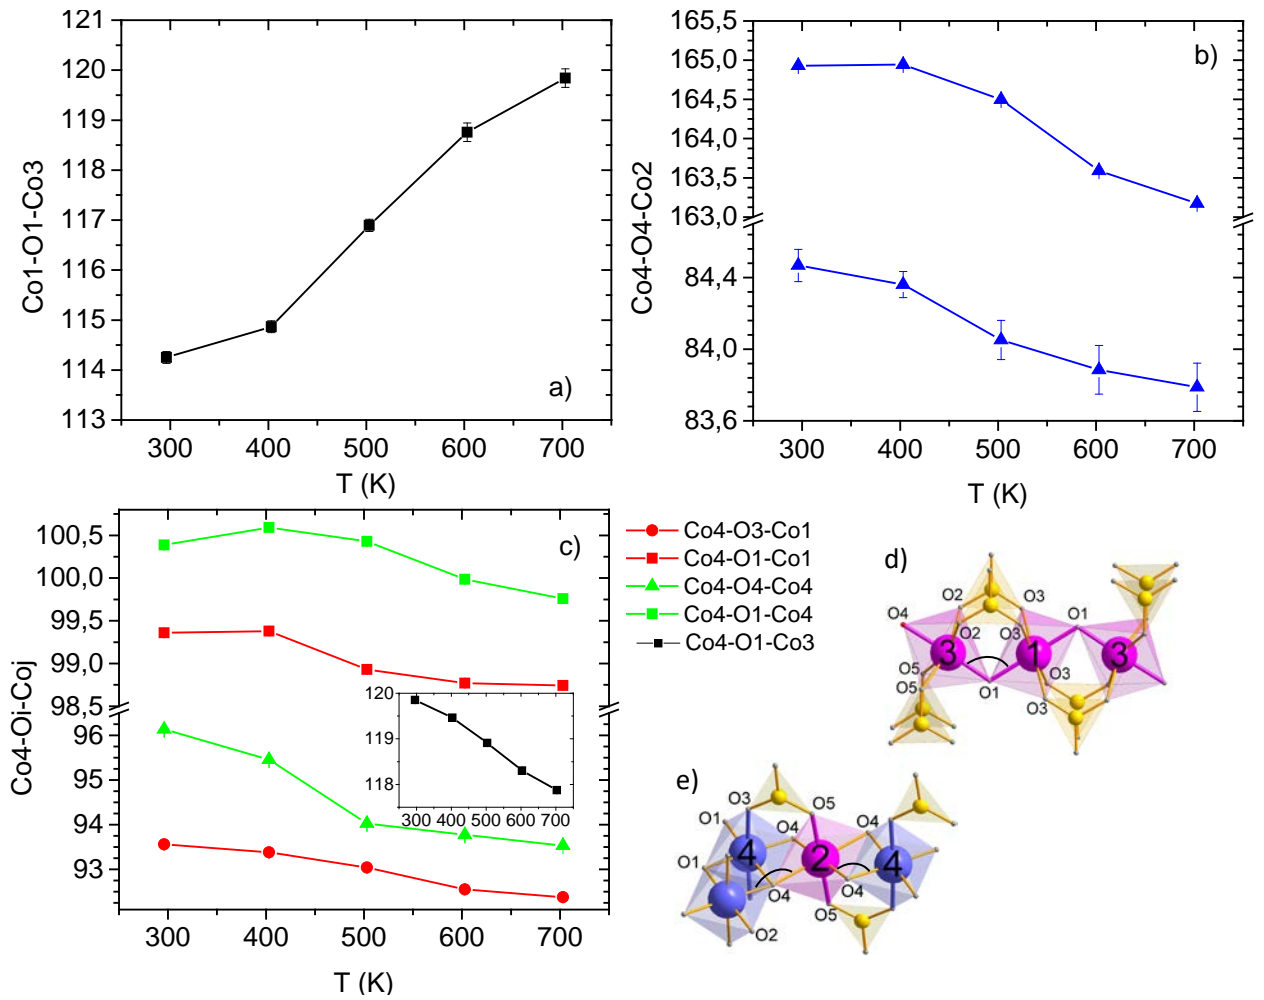 121
120
119
118
117
116
115
114
113
Co1-O1-Co3
a)
300 400 500 600 700
T (K)
165,5
165,0
164,5
164,0
163,5
163,0
84,4
84,0
83,6
Co4-O4-Co2
b)
300 400 500 600 700
T (K)
100,5
100,0
99,5
99,0
98,5
96
95
94
93
Co4-Oi-Coj
c)
120
119
118
300 400 500 600 700
300 400 500 600 700
T (K)
Co4-O3-Co1
Co4-O1-Co1
Co4-O4-Co4
Co4-O1-Co4
Co4-O1-Co3
d)
O2 O3
O4 O1
O2 O3
3 1 3
O5 O3
O5 O1
O3
e)
O3 O5
O1 O4 O4
4 2 4
O1
O4 O4
O5
O2